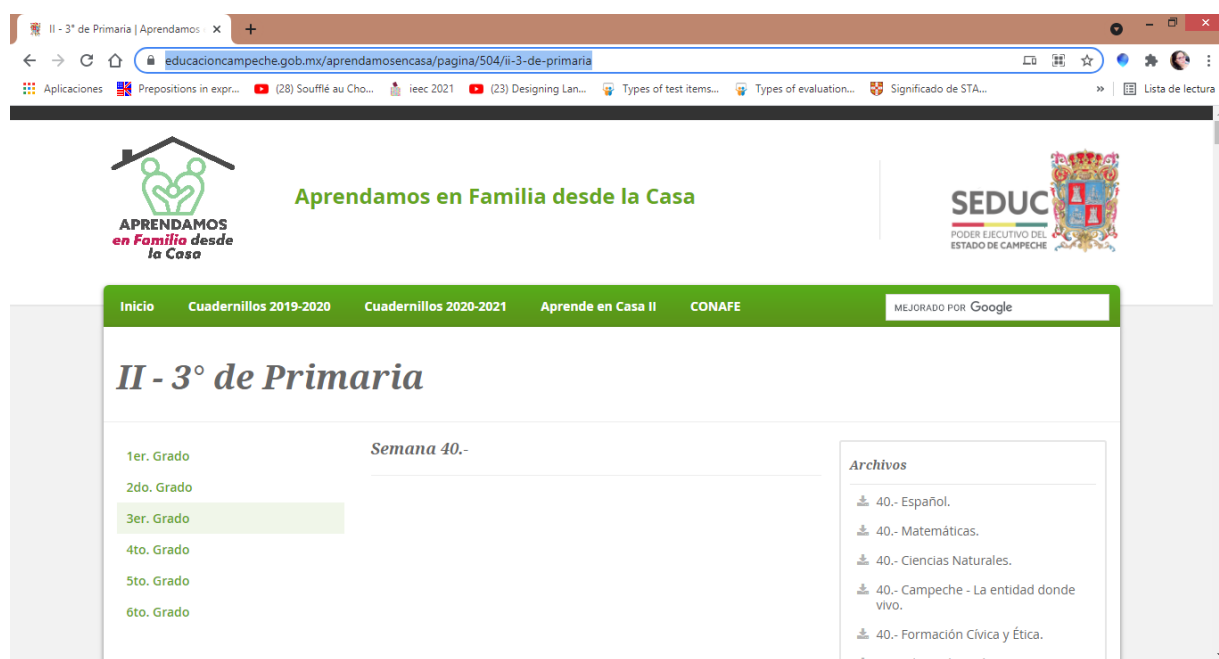 II - 3° de Primaria | Aprendamos
educacioncampeche.gob.mx/aprendamosencasa/pagina/504/ii-3-de-primaria
Aplicaciones
Prepositions in expr...
(28) Soufflé au Cho...
ieec 2021
(23) Designing Lan...
Types of test items...
Types of evaluation...
Significado de STA...
»
Lista de lectura
APRENDAMOS
en Familia desde
la Casa
Aprendamos en Familia desde la Casa
SEDUC
PODER EJECUTIVO DEL
ESTADO DE CAMPECHE
Inicio
Cuadernillos 2019-2020
Cuadernillos 2020-2021
Aprende en Casa II
CONAFE
MEJORADO POR Google
II - 3° de Primaria
1er. Grado
2do. Grado
3er. Grado
4to. Grado
5to. Grado
6to. Grado
Semana 40.-
Archivos
40.- Español.
40.- Matemáticas.
40.- Ciencias Naturales.
40.- Campeche - La entidad donde
vivo.
40.- Formación Cívica y Ética.